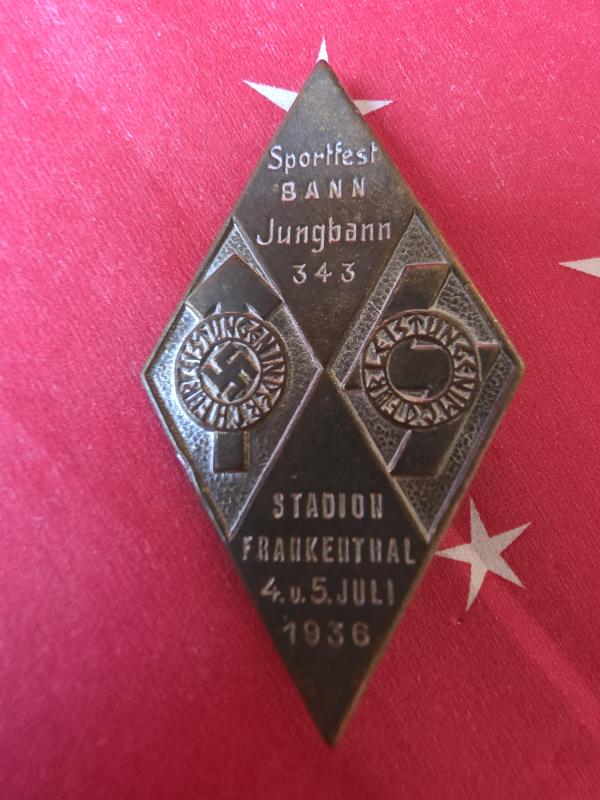 Sportfest
BANN
Jungbann
343
STADION
FRANKENTHAL
4. u. 5. JULI
1936